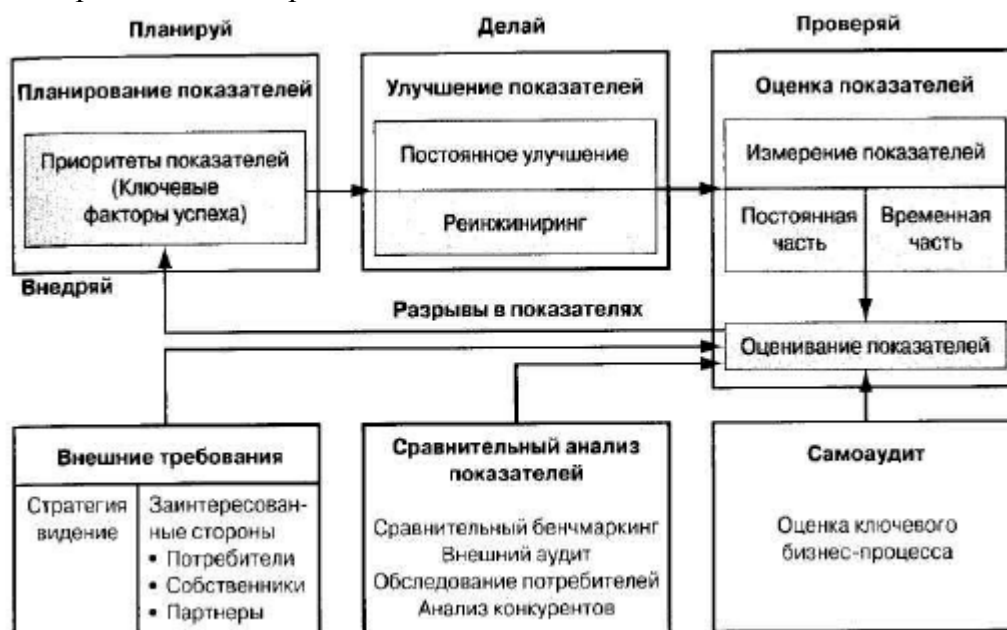 Планируй
Делай
Проверяй
Планирование показателей
Приоритеты показателей
(Ключевые
факторы успеха)
Внедряй
Улучшение показателей
Постоянное улучшение
Реинжиниринг
Оценка показателей
Измерение показателей
Постоянная
часть
Временная
часть
Разрывы в показателях
Оценивание показателей
Внешние требования
Стратегия
видение
Заинтересован-
ные стороны
• Потребители
• Собственники
• Партнеры
Сравнительный анализ
показателей
Сравнительный бенчмаркинг
Внешний аудит
Обследование потребителей
Анализ конкурентов
Самоаудит
Оценка ключевого
бизнес-процесса